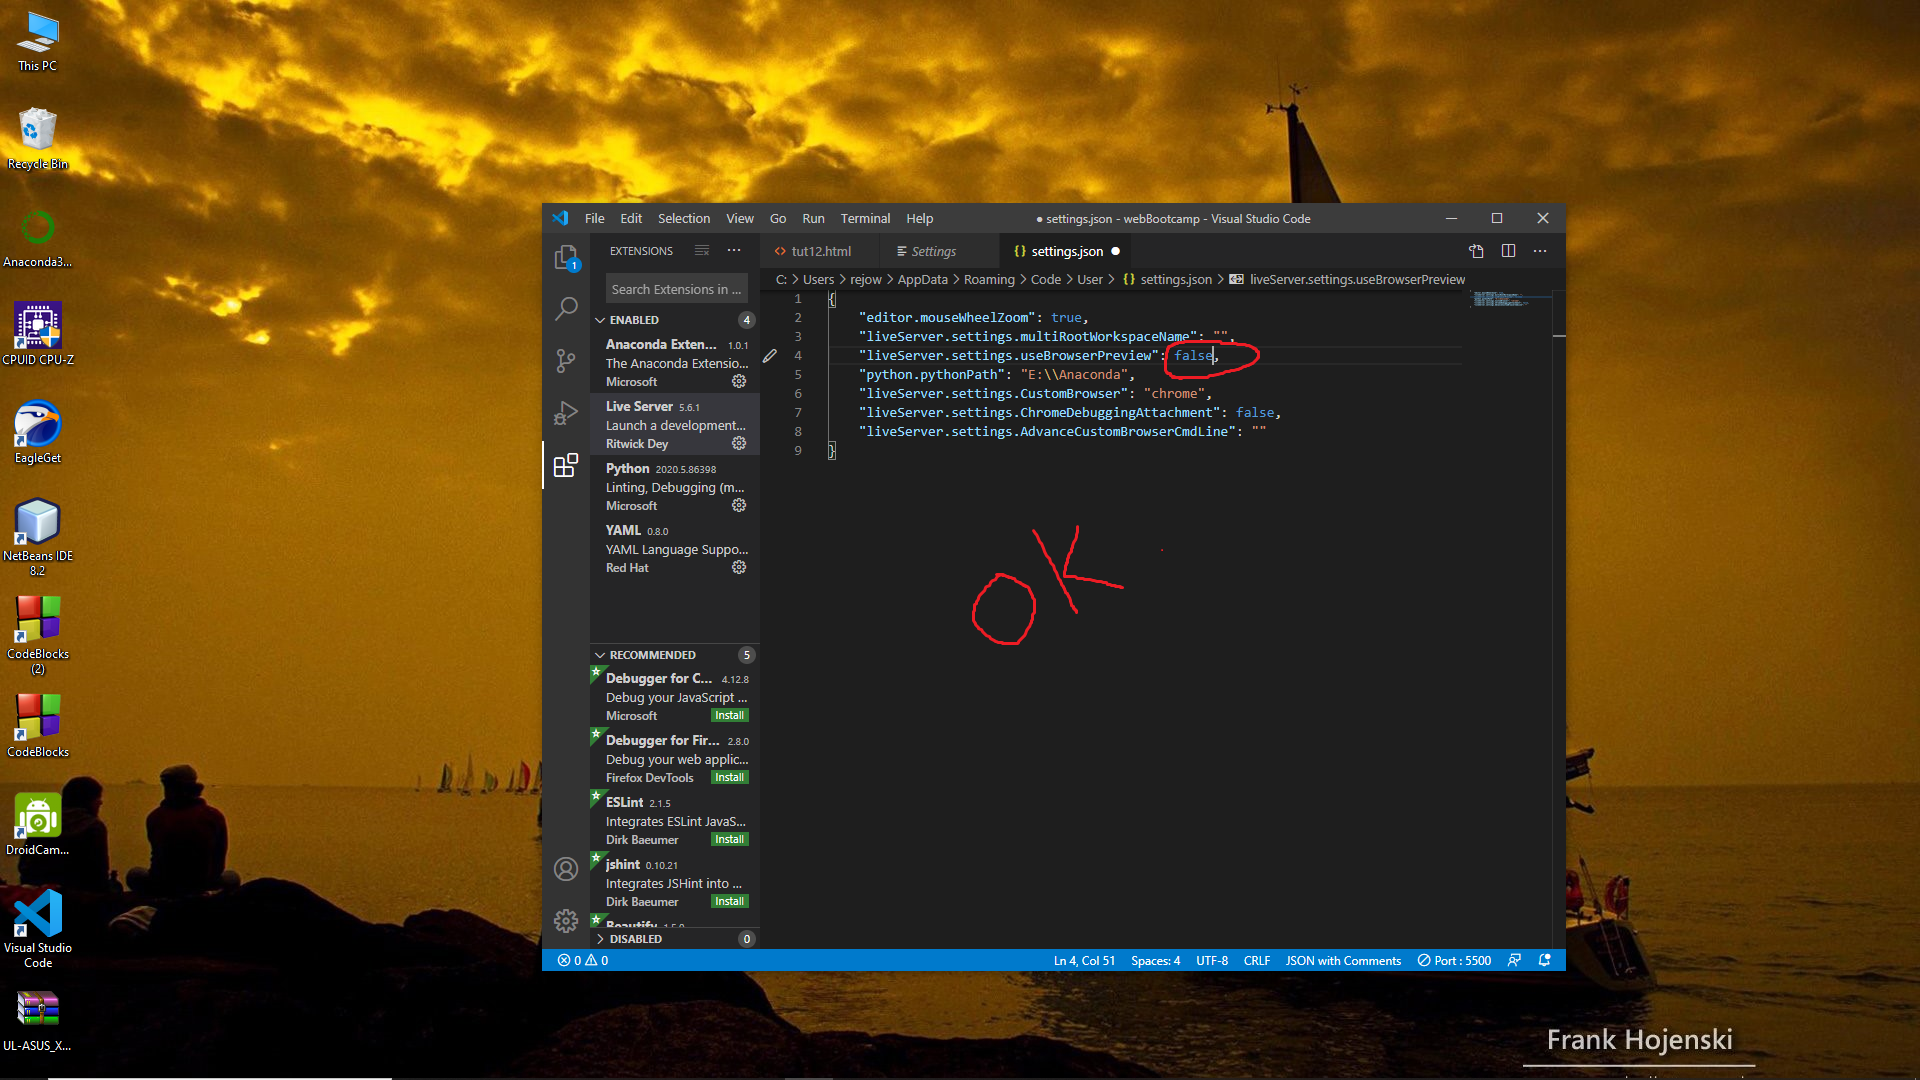 This PC
Recycle Bin
Anaconda3...
CPUID CPU-Z
EagleGet
NetBeans IDE
8.2
CodeBlocks
(2)
CodeBlocks
DroidCam...
Visual Studio
Code
UL-ASUS_X...
File Edit Selection View Go Run Terminal Help
● settings.json - webBootcamp - Visual Studio Code
EXTENSIONS
tut12.html
Settings
{} settings.json ●
1
Search Extensions in ...
C: > Users > rejow > AppData > Roaming > Code > User > {} settings.json > liveServer.settings.useBrowserPreview
ENABLED 4
Anaconda Exten... 1.0.1
The Anaconda Extensio...
Microsoft
Live Server 5.6.1
Launch a development...
Ritwick Dey
Python 2020.5.86398
Linting, Debugging (m...
Microsoft
YAML 0.8.0
YAML Language Suppo...
Red Hat
RECOMMENDED 5
Debugger for C... 4.12.8
Debug your JavaScript ...
Microsoft Install
Debugger for Fir... 2.8.0
Debug your web applic...
Firefox DevTools Install
ESLint 2.1.5
Integrates ESLint JavaS...
Dirk Baeumer Install
jshint 0.10.21
Integrates JSHint into ...
Dirk Baeumer Install
Beautify 1.5.0
DISABLED 0
1 {
2 "editor.mouseWheelZoom": true,
3 "liveServer.settings.multiRootWorkspaceName": "",
4 "liveServer.settings.useBrowserPreview": false,
5 "python.pythonPath": "E:\\Anaconda",
6 "liveServer.settings.CustomBrowser": "chrome",
7 "liveServer.settings.ChromeDebuggingAttachment": false,
8 "liveServer.settings.AdvanceCustomBrowserCmdLine": ""
9 }
OK
0 0
Ln 4, Col 51 Spaces: 4 UTF-8 CRLF JSON with Comments Port : 5500
Frank Hojenski